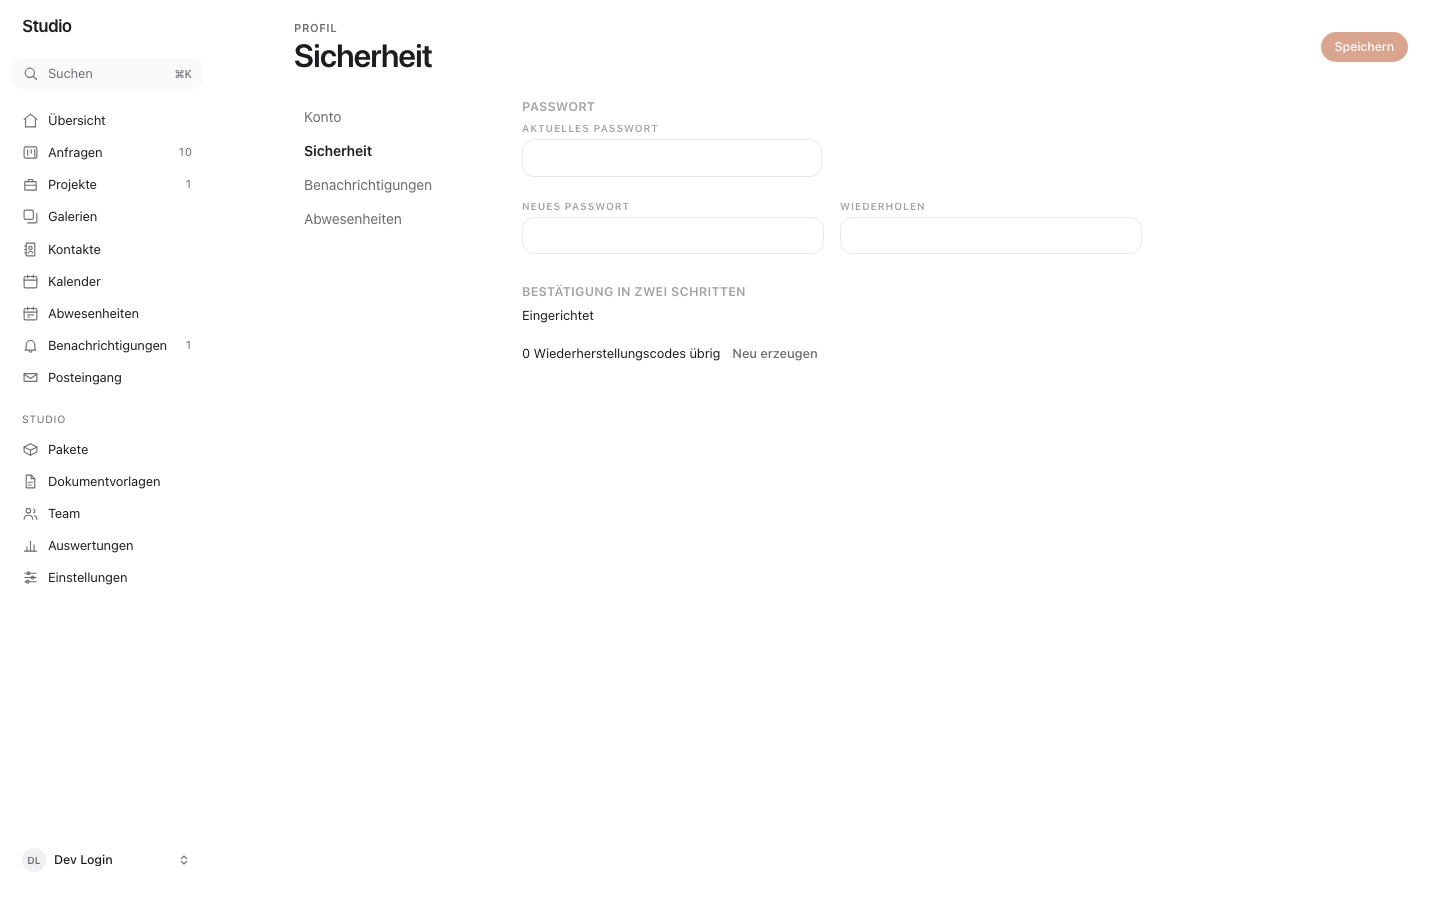 Studio
Suchen ⌘K
Übersicht
Anfragen 10
Projekte 1
Galerien
Kontakte
Kalender
Abwesenheiten
Benachrichtigungen 1
Posteingang
STUDIO
Pakete
Dokumentvorlagen
Team
Auswertungen
Einstellungen
DL Dev Login
PROFIL
Sicherheit
Speichern
Konto
Sicherheit
Benachrichtigungen
Abwesenheiten
PASSWORT
AKTUELLES PASSWORT
NEUES PASSWORT WIEDERHOLEN
BESTÄTIGUNG IN ZWEI SCHRITTEN
Eingerichtet
0 Wiederherstellungscodes übrig Neu erzeugen